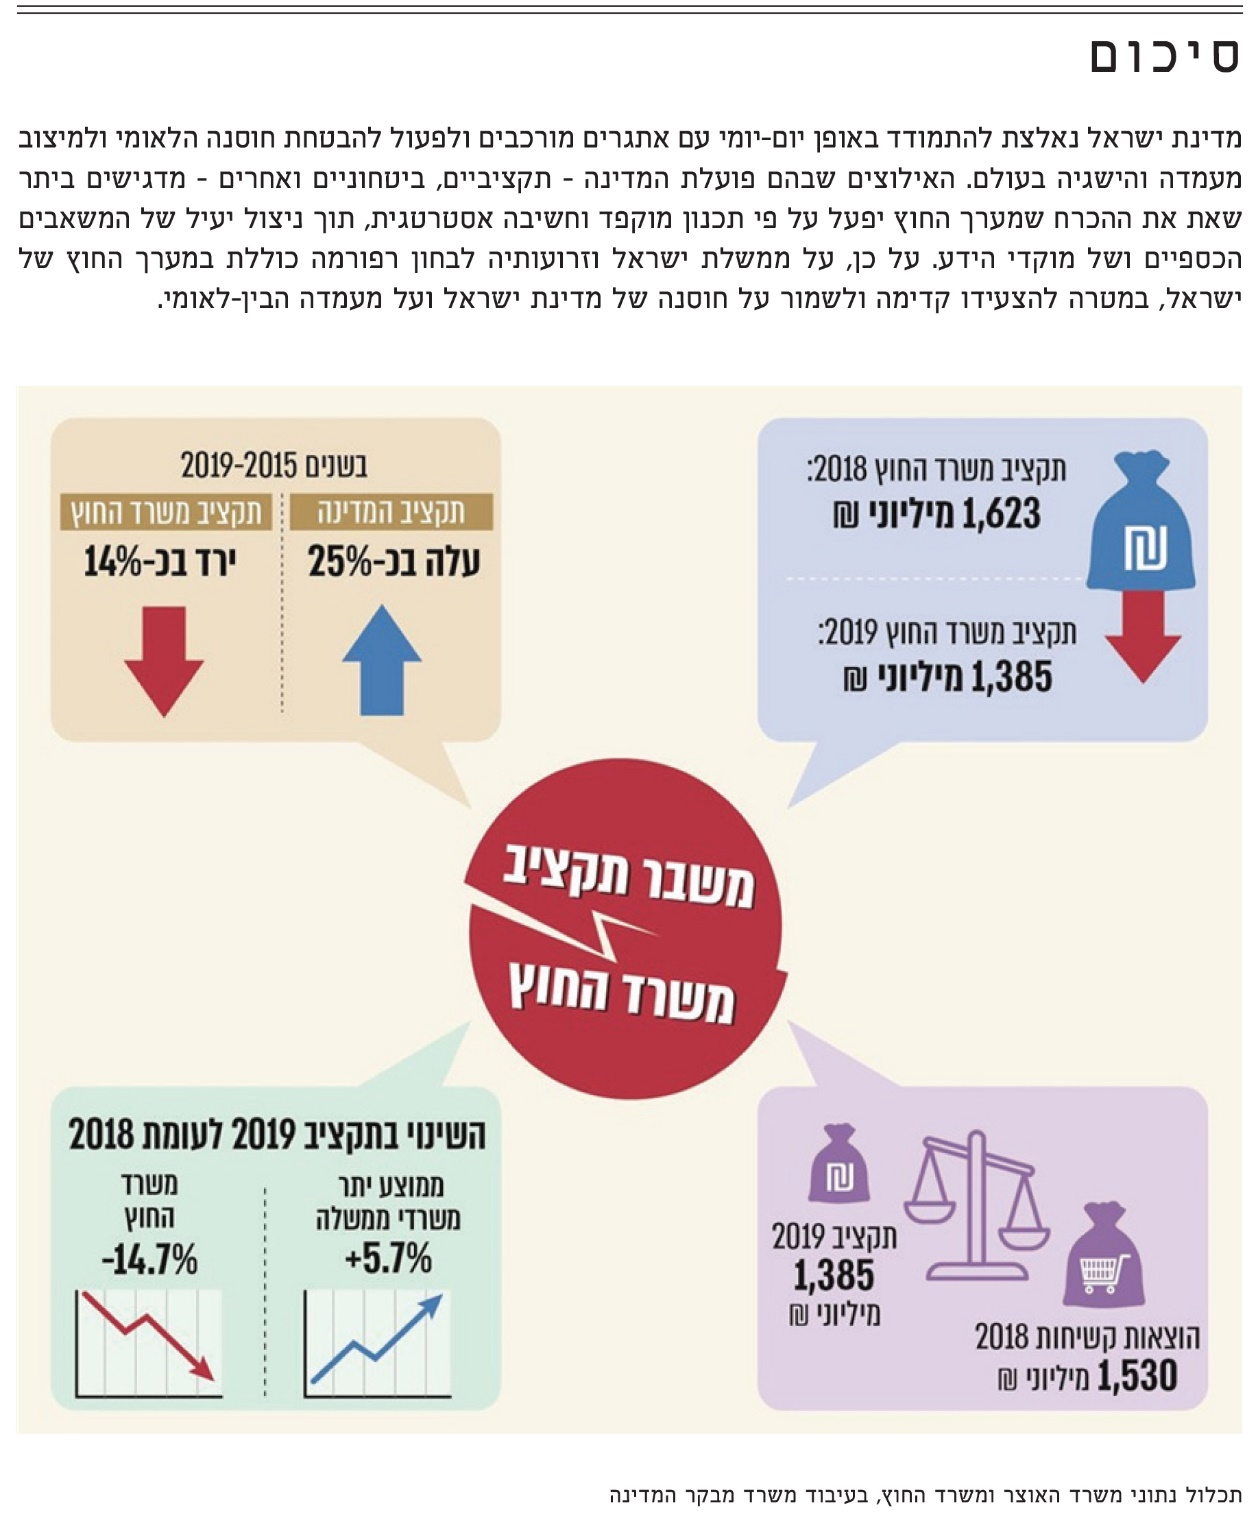 סיכום
מדינת ישראל נאלצת להתמודד באופן יום-יומי עם אתגרים מורכבים ולפעול להבטחת חוסנה הלאומי ולמיצוב
מעמדה והישגיה בעולם. האילוצים שבהם פועלת המדינה - תקציביים, ביטחוניים ואחרים - מדגישים ביתר
שאת את ההכרח שמערך החוץ יפעל על פי תכנון מוקפד וחשיבה אסטרטגית, תוך ניצול יעיל של המשאבים
הכספיים ושל מוקדי הידע. על כן, על ממשלת ישראל וזרועותיה לבחון רפורמה כוללת במערך החוץ של
ישראל, במטרה להצעידו קדימה ולשמור על חוסנה של מדינת ישראל ועל מעמדה הבין-לאומי.
תקציב משרד החוץ 2018:
1,623 מיליוני ₪
₪
תקציב משרד החוץ 2019:
1,385 מיליוני ₪
בשנים 2019-2015
תקציב המדינה
עלה בכ-25%
תקציב משרד החוץ
ירד בכ-14%
משבר תקציב
משרד החוץ
₪
תקציב 2019
1,385
מיליוני ₪
הוצאות קשיחות 2018
1,530 מיליוני ₪
השינוי בתקציב 2019 לעומת 2018
ממוצע יתר
משרדי ממשלה
+5.7%
משרד
החוץ
-14.7%
תכלול נתוני משרד האוצר ומשרד החוץ, בעיבוד משרד מבקר המדינה